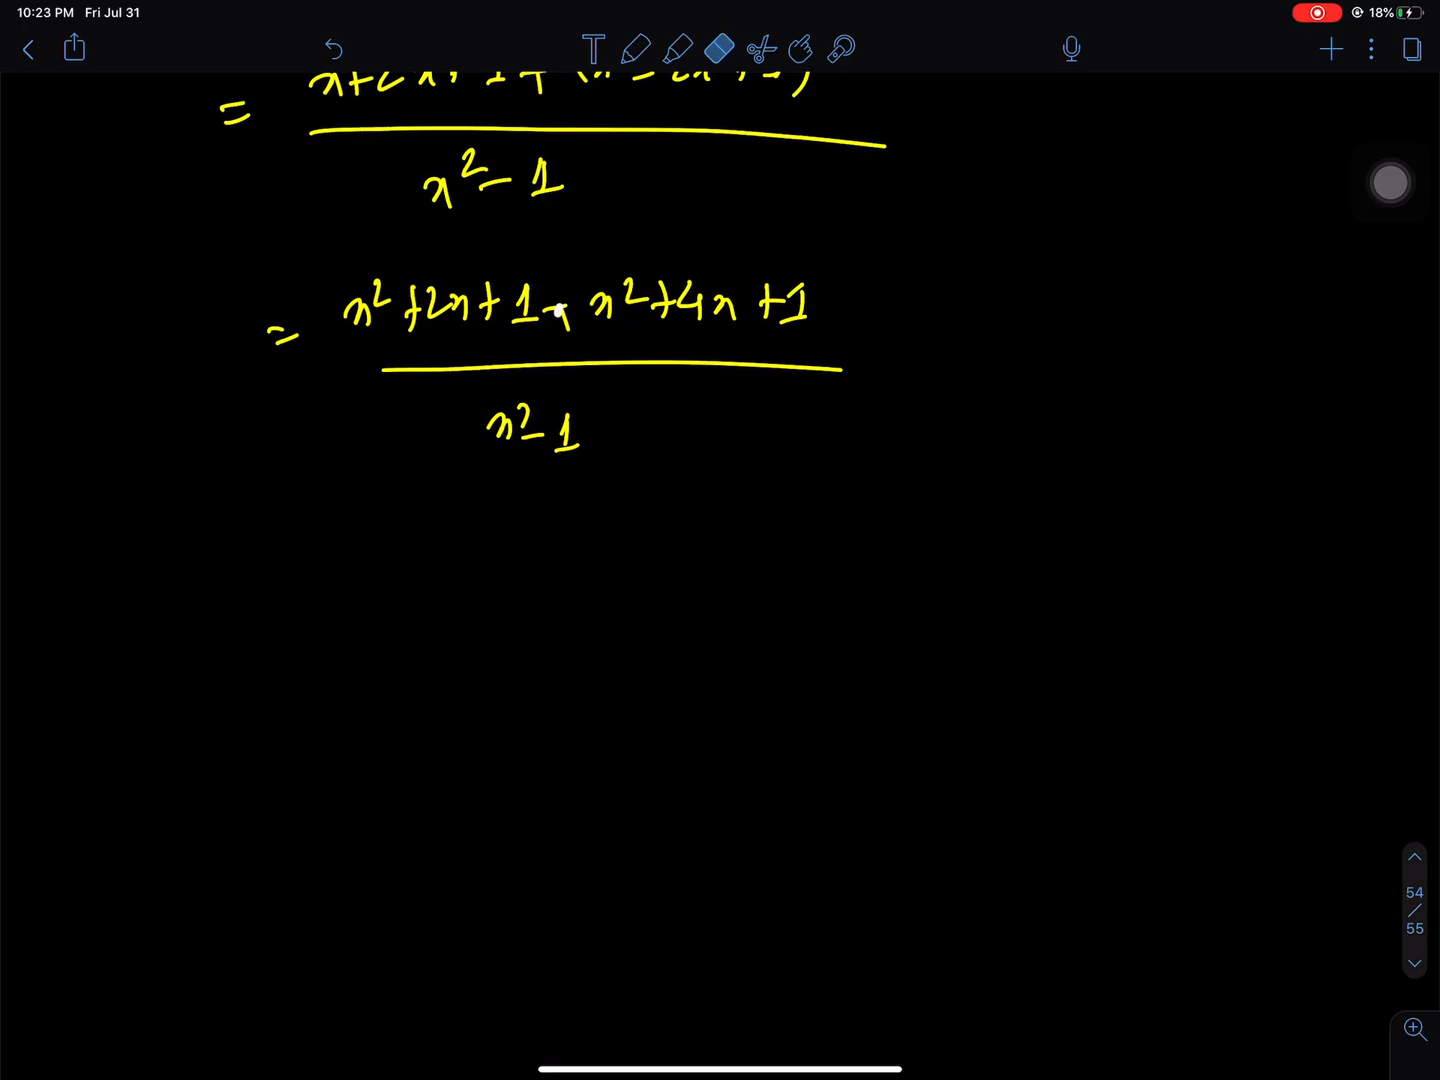 10:23 PM Fri Jul 31
18%
=
x² - 1
= x² + 2x + 1 - x² + 4x + 1
x² - 1
54
/
55